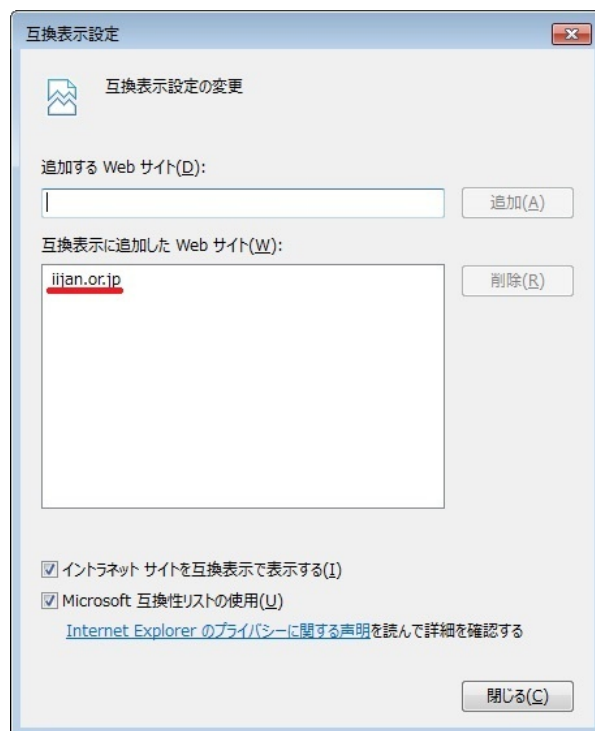 互換表示設定
互換表示設定の変更
追加する Web サイト(D):
追加(A)
互換表示に追加した Web サイト(W):
iijan.or.jp
削除(R)
イントラネット サイトを互換表示で表示する(I)
Microsoft 互換性リストの使用(U)
Internet Explorer のプライバシーに関する声明を読んで詳細を確認する
閉じる(C)